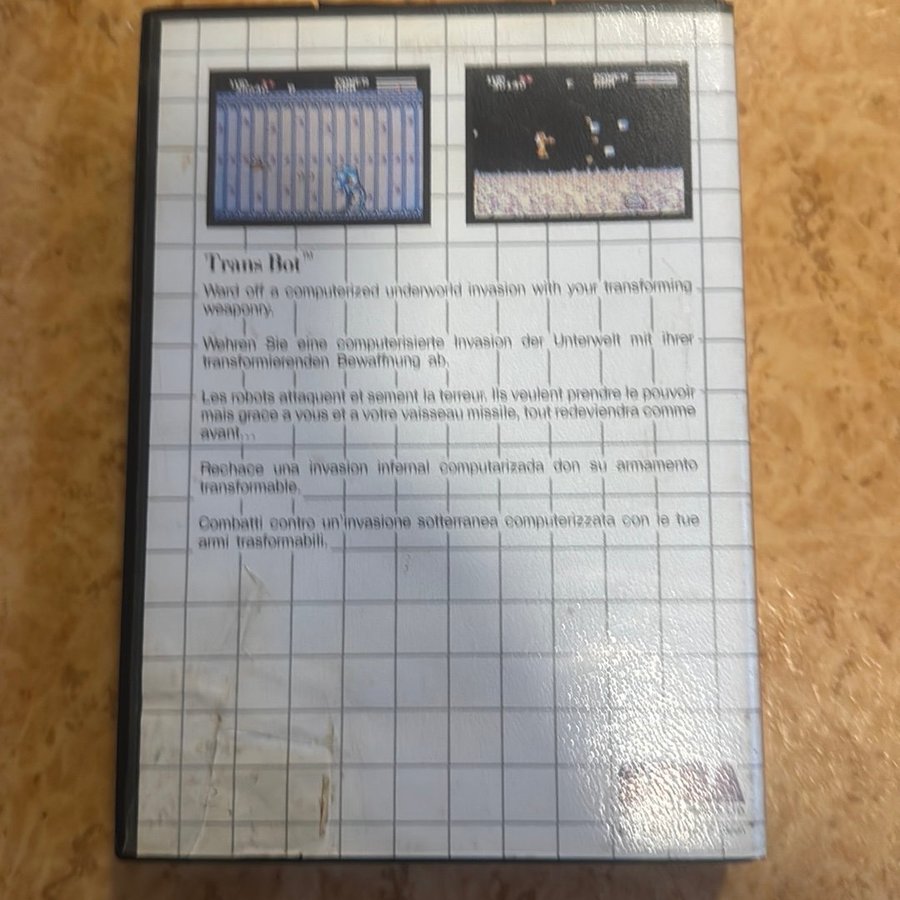 Trans Bot™
Ward off a computerized underworld invasion with your transforming
weaponry.
Wehren Sie eine computerisierte Invasion der Unterwelt mit ihrer
transformierenden Bewaffnung ab.
Les robots attaquent et sement la terreur. Ils veulent prendre le pouvoir
mais grace a vous et a votre vaisseau missile, tout redeviendra comme
avant...
Rechace una invasion infernal computarizada don su armamento
transformable.
Combatti contro un'invasione sotterranea computerizzata con le tue
armi trasformabili.
SEGA